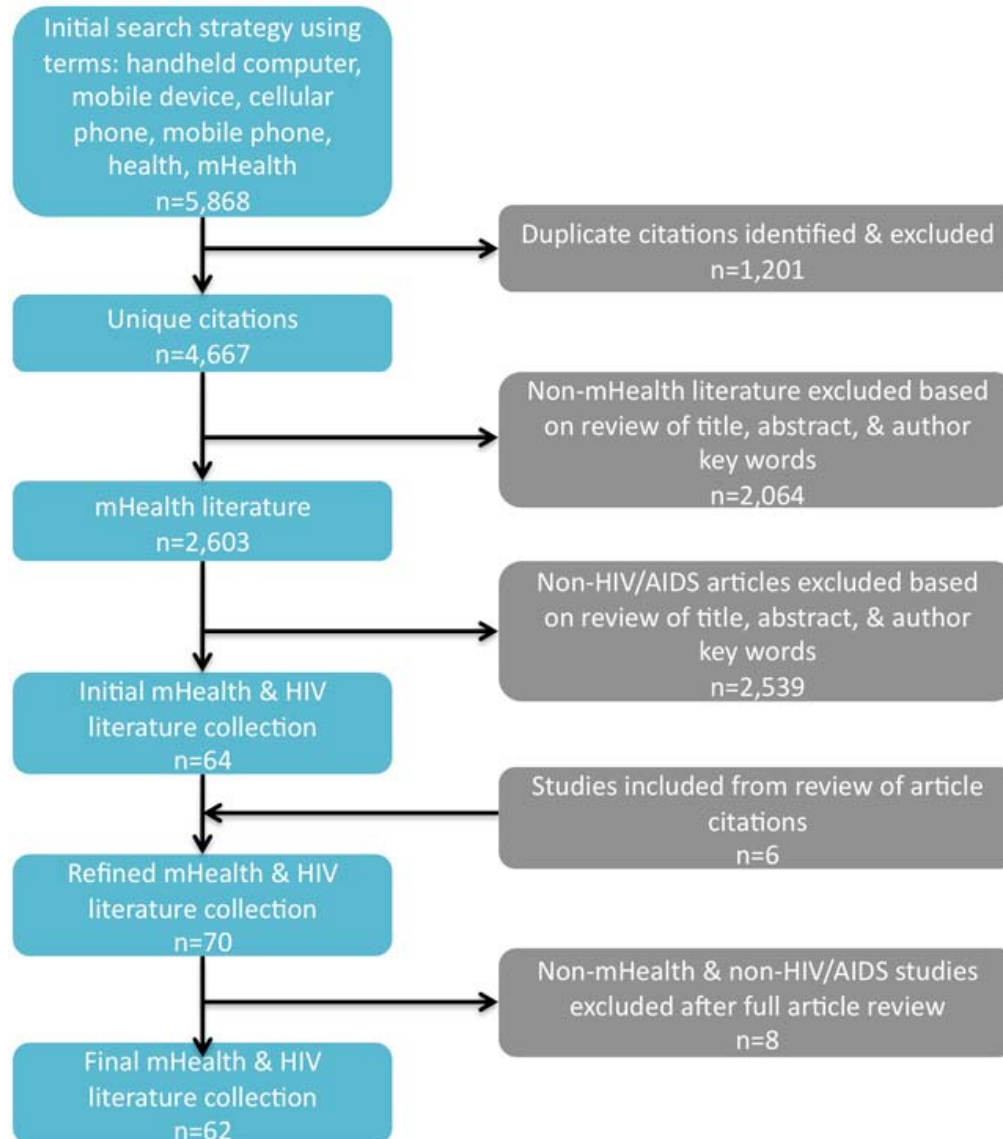 Initial search strategy using
terms: handheld computer,
mobile device, cellular
phone, mobile phone,
health, mHealth
n=5,868
Duplicate citations identified & excluded
n=1,201
Unique citations
n=4,667
Non-mHealth literature excluded based
on review of title, abstract, & author
key words
n=2,064
mHealth literature
n=2,603
Non-HIV/AIDS articles excluded based
on review of title, abstract, & author
key words
n=2,539
Initial mHealth & HIV
literature collection
n=64
Studies included from review of article
citations
n=6
Refined mHealth & HIV
literature collection
n=70
Non-mHealth & non-HIV/AIDS studies
excluded after full article review
n=8
Final mHealth & HIV
literature collection
n=62